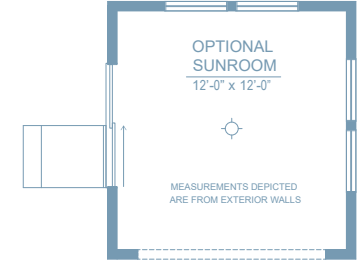 OPTIONAL
SUNROOM
12'-0" x 12'-0"
MEASUREMENTS DEPICTED
ARE FROM EXTERIOR WALLS